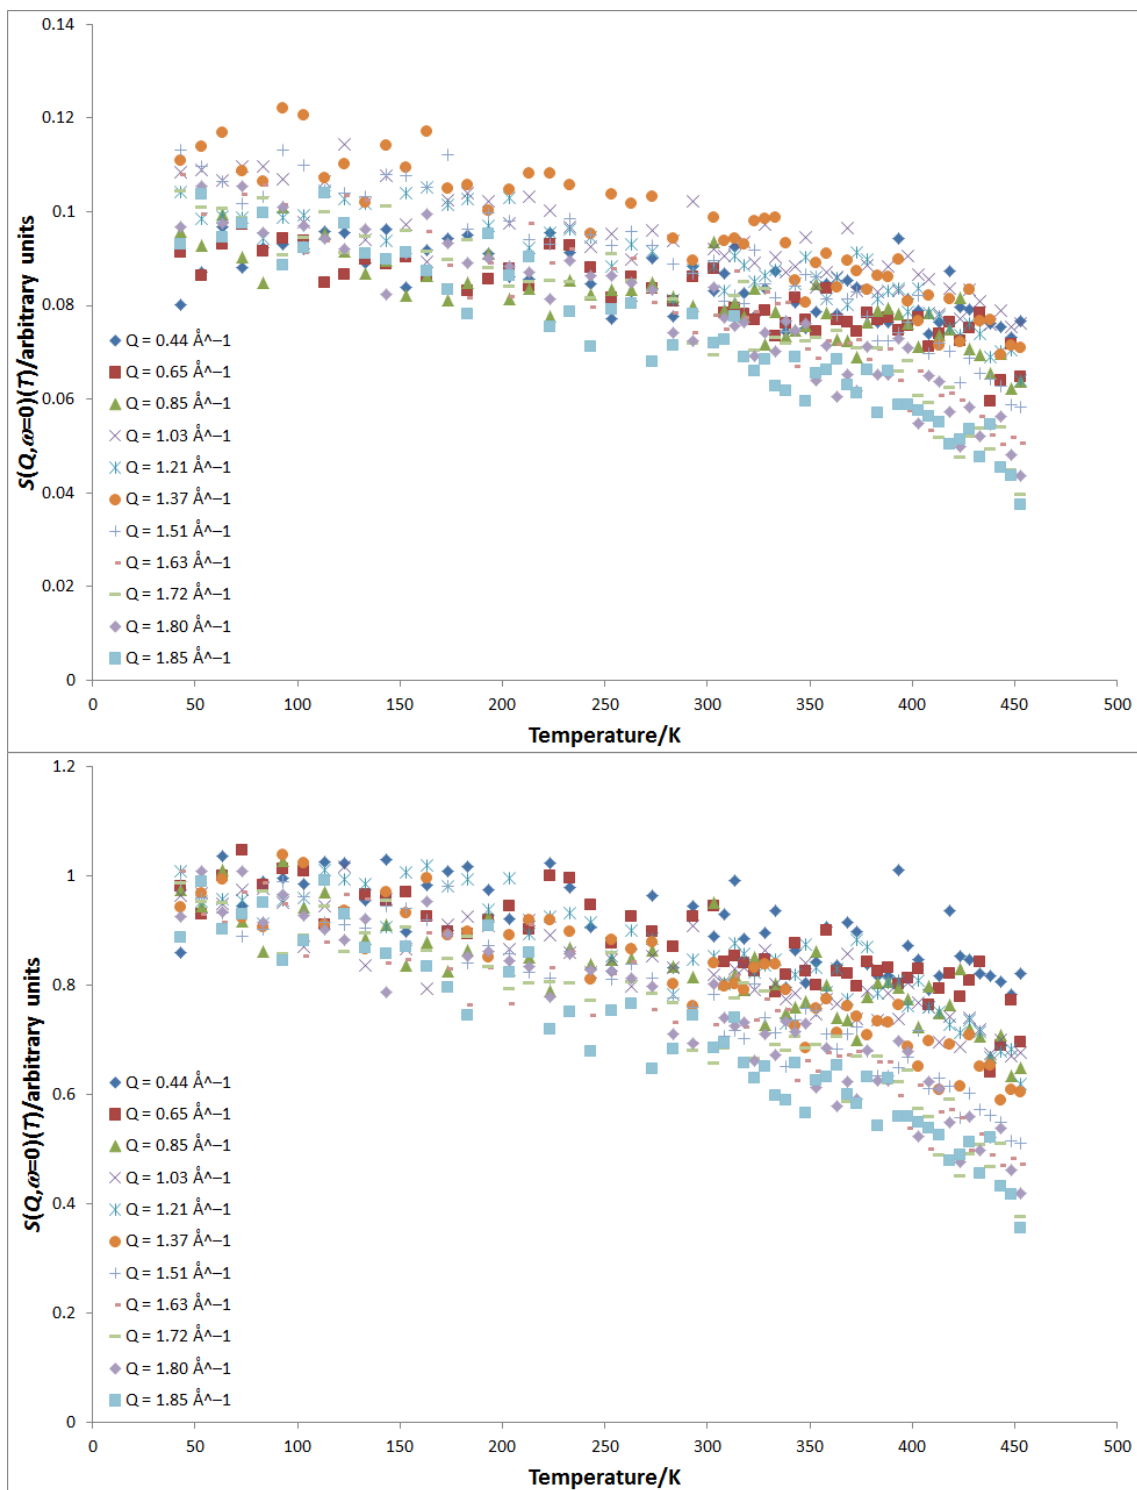 0.14
0.12
0.1
0.08
0.06
0.04
0.02
0
S(Q,ω=0)(T)/arbitrary units
Q = 0.44 Å^–1
Q = 0.65 Å^–1
Q = 0.85 Å^–1
Q = 1.03 Å^–1
Q = 1.21 Å^–1
Q = 1.37 Å^–1
Q = 1.51 Å^–1
Q = 1.63 Å^–1
Q = 1.72 Å^–1
Q = 1.80 Å^–1
Q = 1.85 Å^–1
0 50 100 150 200 250 300 350 400 450 500
Temperature/K
1.2
1
0.8
0.6
0.4
0.2
0
S(Q,ω=0)(T)/arbitrary units
Q = 0.44 Å^–1
Q = 0.65 Å^–1
Q = 0.85 Å^–1
Q = 1.03 Å^–1
Q = 1.21 Å^–1
Q = 1.37 Å^–1
Q = 1.51 Å^–1
Q = 1.63 Å^–1
Q = 1.72 Å^–1
Q = 1.80 Å^–1
Q = 1.85 Å^–1
0 50 100 150 200 250 300 350 400 450 500
Temperature/K